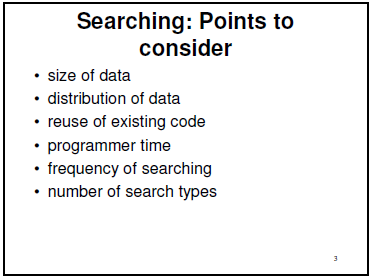 Searching: Points to
consider
• size of data
• distribution of data
• reuse of existing code
• programmer time
• frequency of searching
• number of search types
3